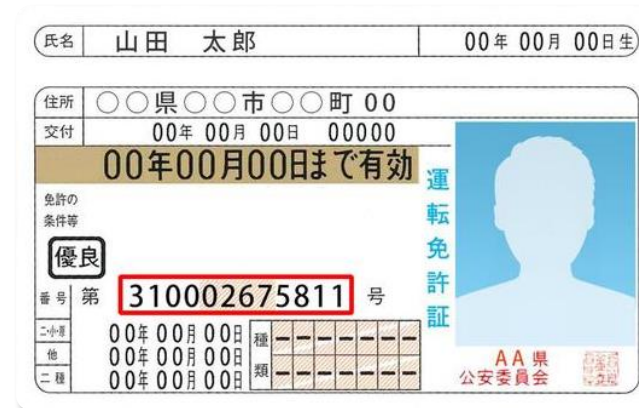 氏名 山田 太郎 00年 00月 00日生
住所 ○○県○○市○○町 00
交付 00年 00月 00日 00000
00年00月00日まで有効
免許の
条件等
優良
番号 第 310002675811 号
二・小・原 00年 00月 00日
他 00年 00月 00日
二種 00年 00月 00日
種類
運転免許証
AA 県
公安委員会